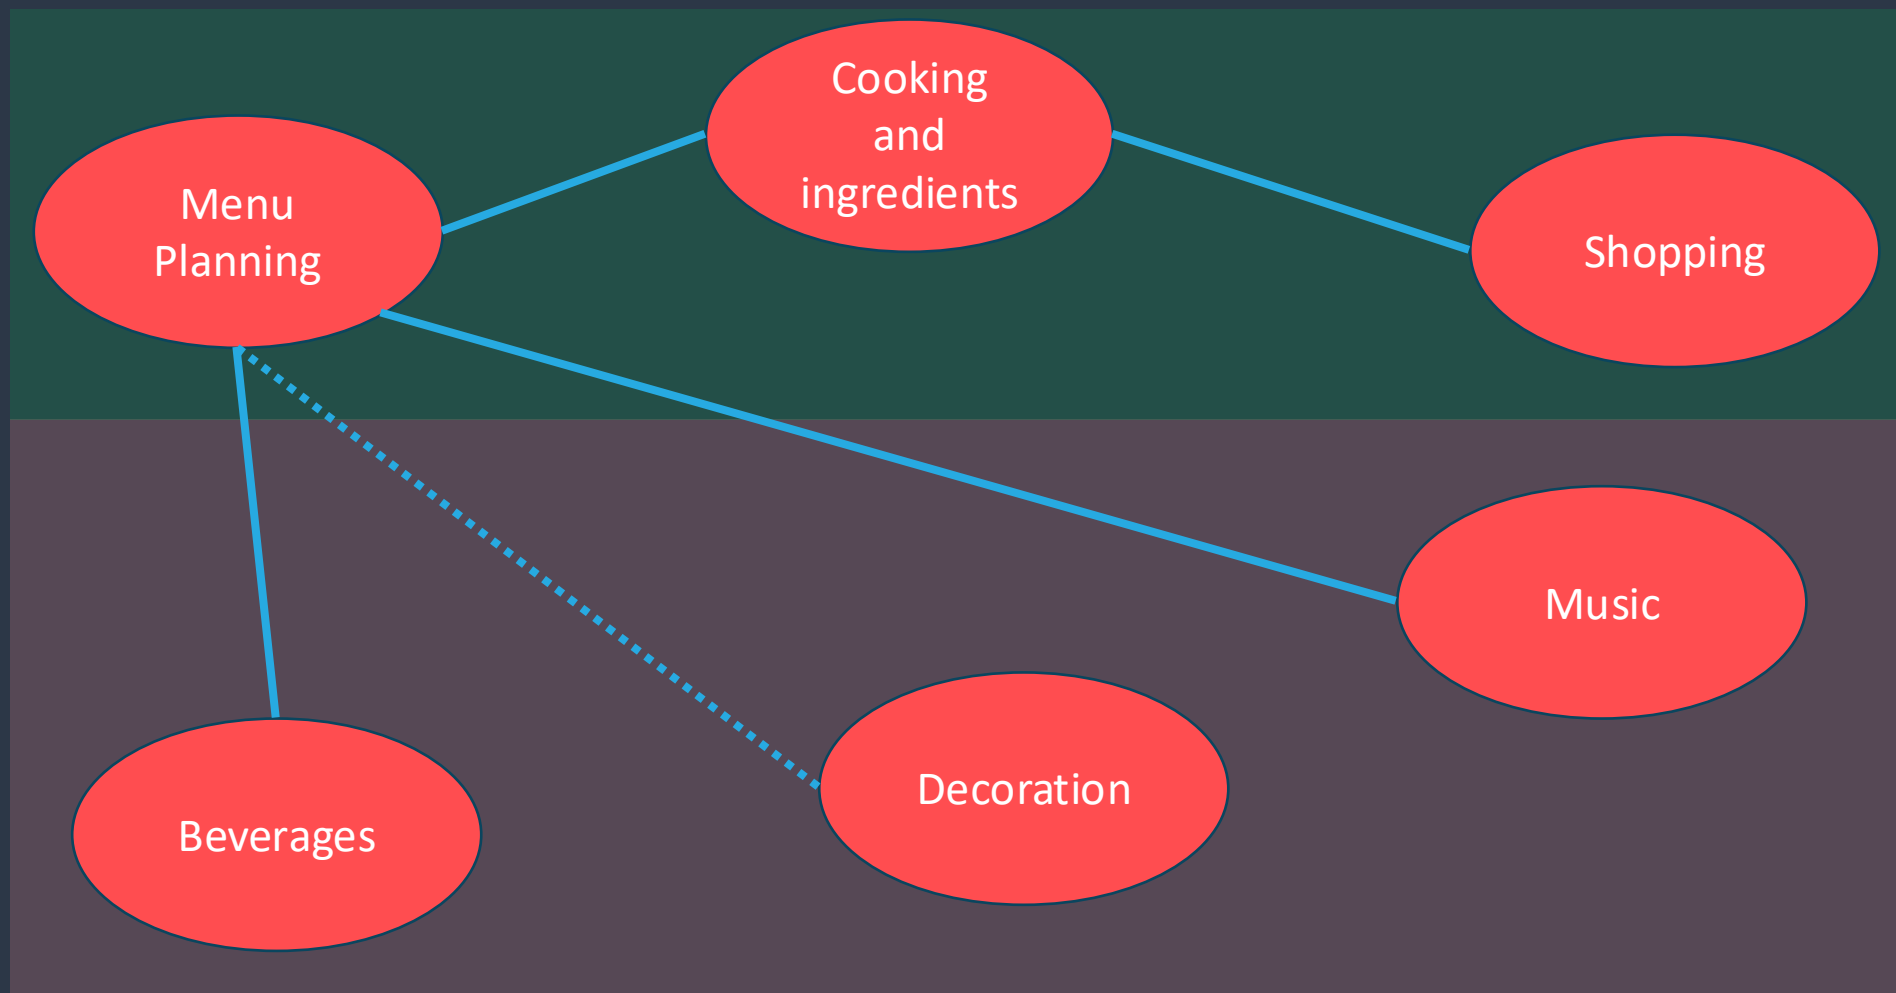 Cooking
and
ingredients
Menu
Planning
Shopping
Music
Decoration
Beverages